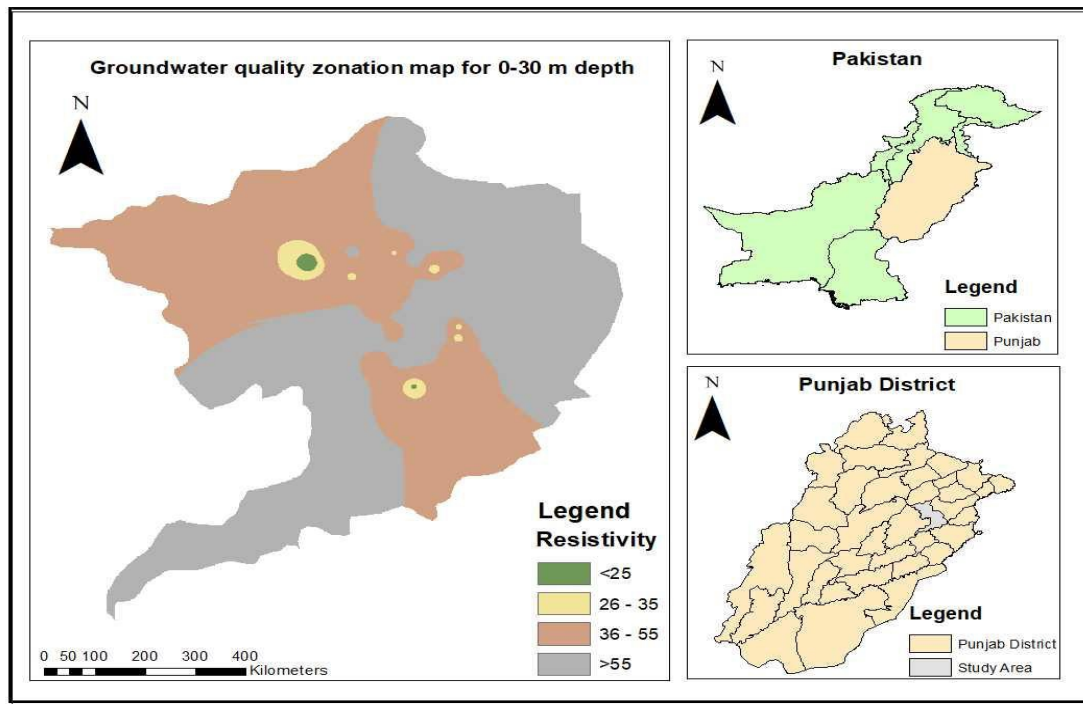 Groundwater quality zonation map for 0-30 m depth
N
Legend
Resistivity
<25
26 - 35
36 - 55
>55
0 50 100 200 300 400
Kilometers
Pakistan
N
Legend
Pakistan
Punjab
Punjab District
N
Legend
Punjab District
Study Area